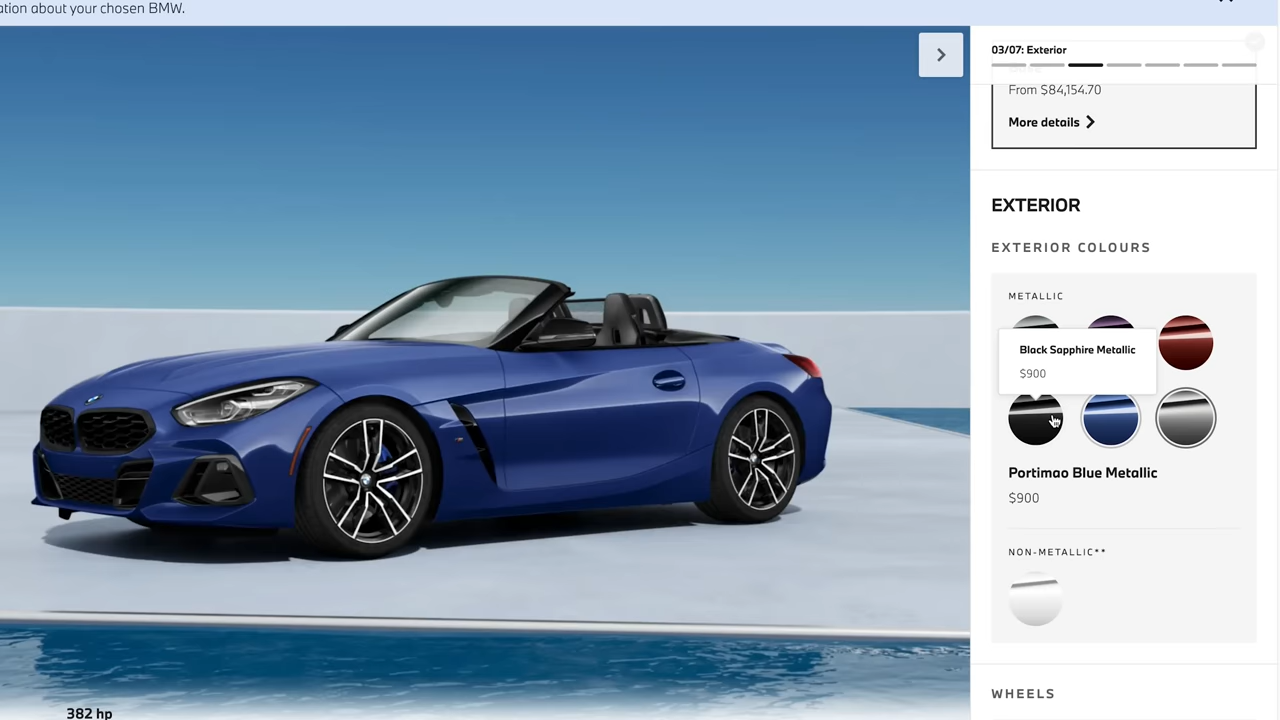 ation about your chosen BMW.
03/07: Exterior
From $84,154.70
More details
EXTERIOR
EXTERIOR COLOURS
METALLIC
Black Sapphire Metallic
$900
Portimao Blue Metallic
$900
NON-METALLIC**
WHEELS
382 hp